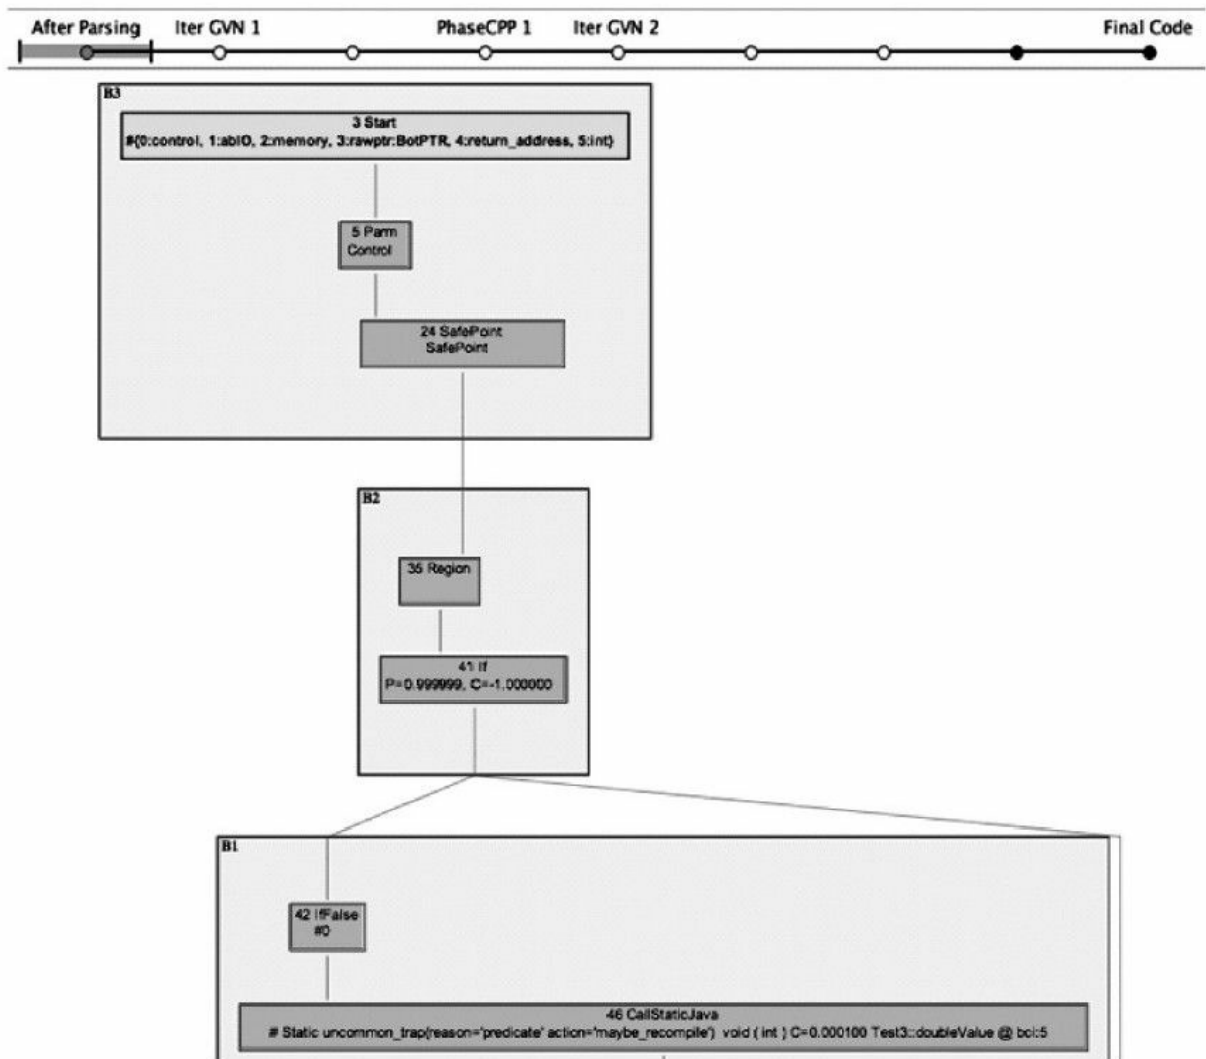 After Parsing Iter GVN 1 PhaseCPP 1 Iter GVN 2 Final Code
B3
3 Start
#{0:control, 1:abIO, 2:memory, 3:rawptr:BotPTR, 4:return_address, 5:int}
5 Parm
Control
24 SafePoint
SafePoint
B2
35 Region
41 If
P=0.999999, C=-1.000000
B1
42 IfFalse
#0
46 CallStaticJava
# Static uncommon_trap(reason='predicate' action='maybe_recompile') void ( int ) C=0.000100 Test3::doubleValue @ bci:5